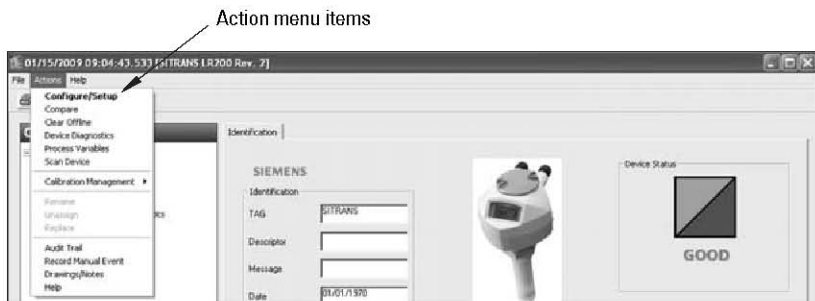 Action menu items
01/15/2009 09:04:43.533 [SITRANS LR200 Rev. 2]
File Actions Help
Configure/Setup
Compare
Clear Offline
Device Diagnostics
Process Variables
Scan Device
Calibration Management
Rename
Unassign
Replace
Audit Trail
Record Manual Event
Drawings/Notes
Help
Identification
SIEMENS
Identification
TAG SITRANS
Descriptor
Message
Date 01/01/1970
Device Status
GOOD